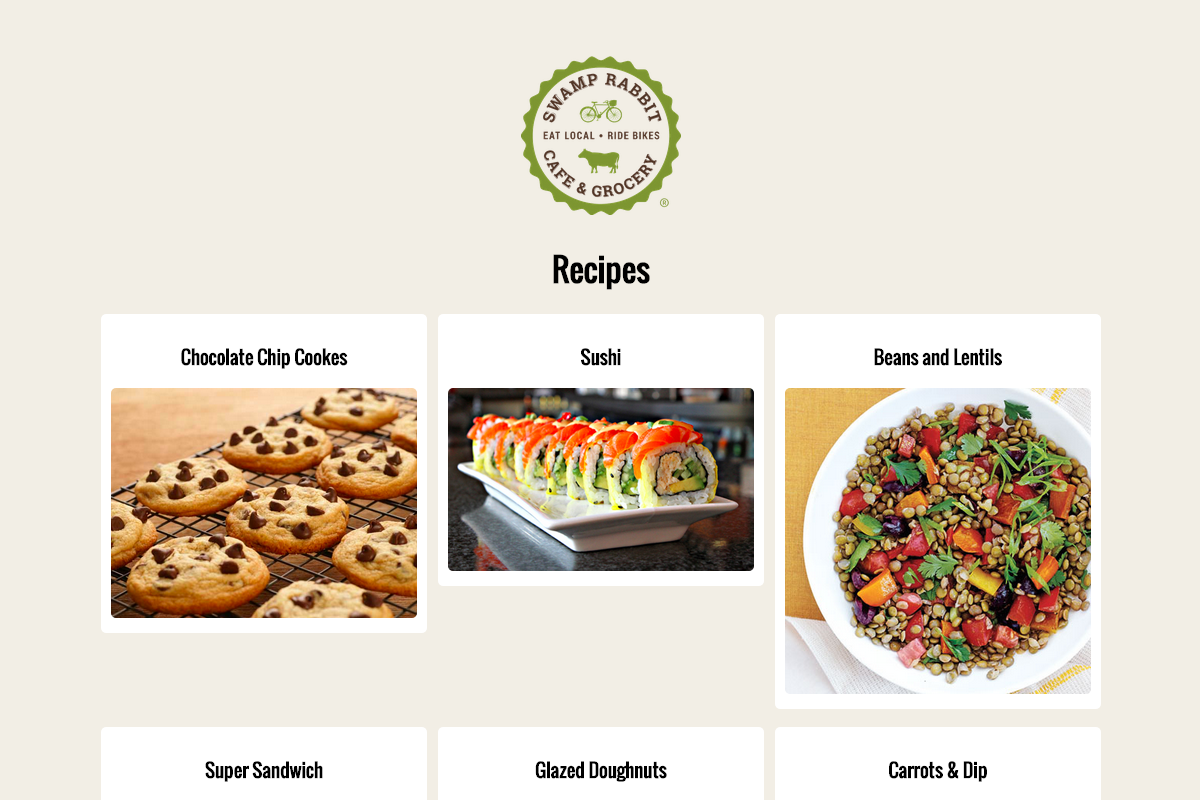 SWAMP RABBIT
EAT LOCAL • RIDE BIKES
CAFE & GROCERY
®
Recipes
Chocolate Chip Cookes
Sushi
Beans and Lentils
Super Sandwich
Glazed Doughnuts
Carrots & Dip